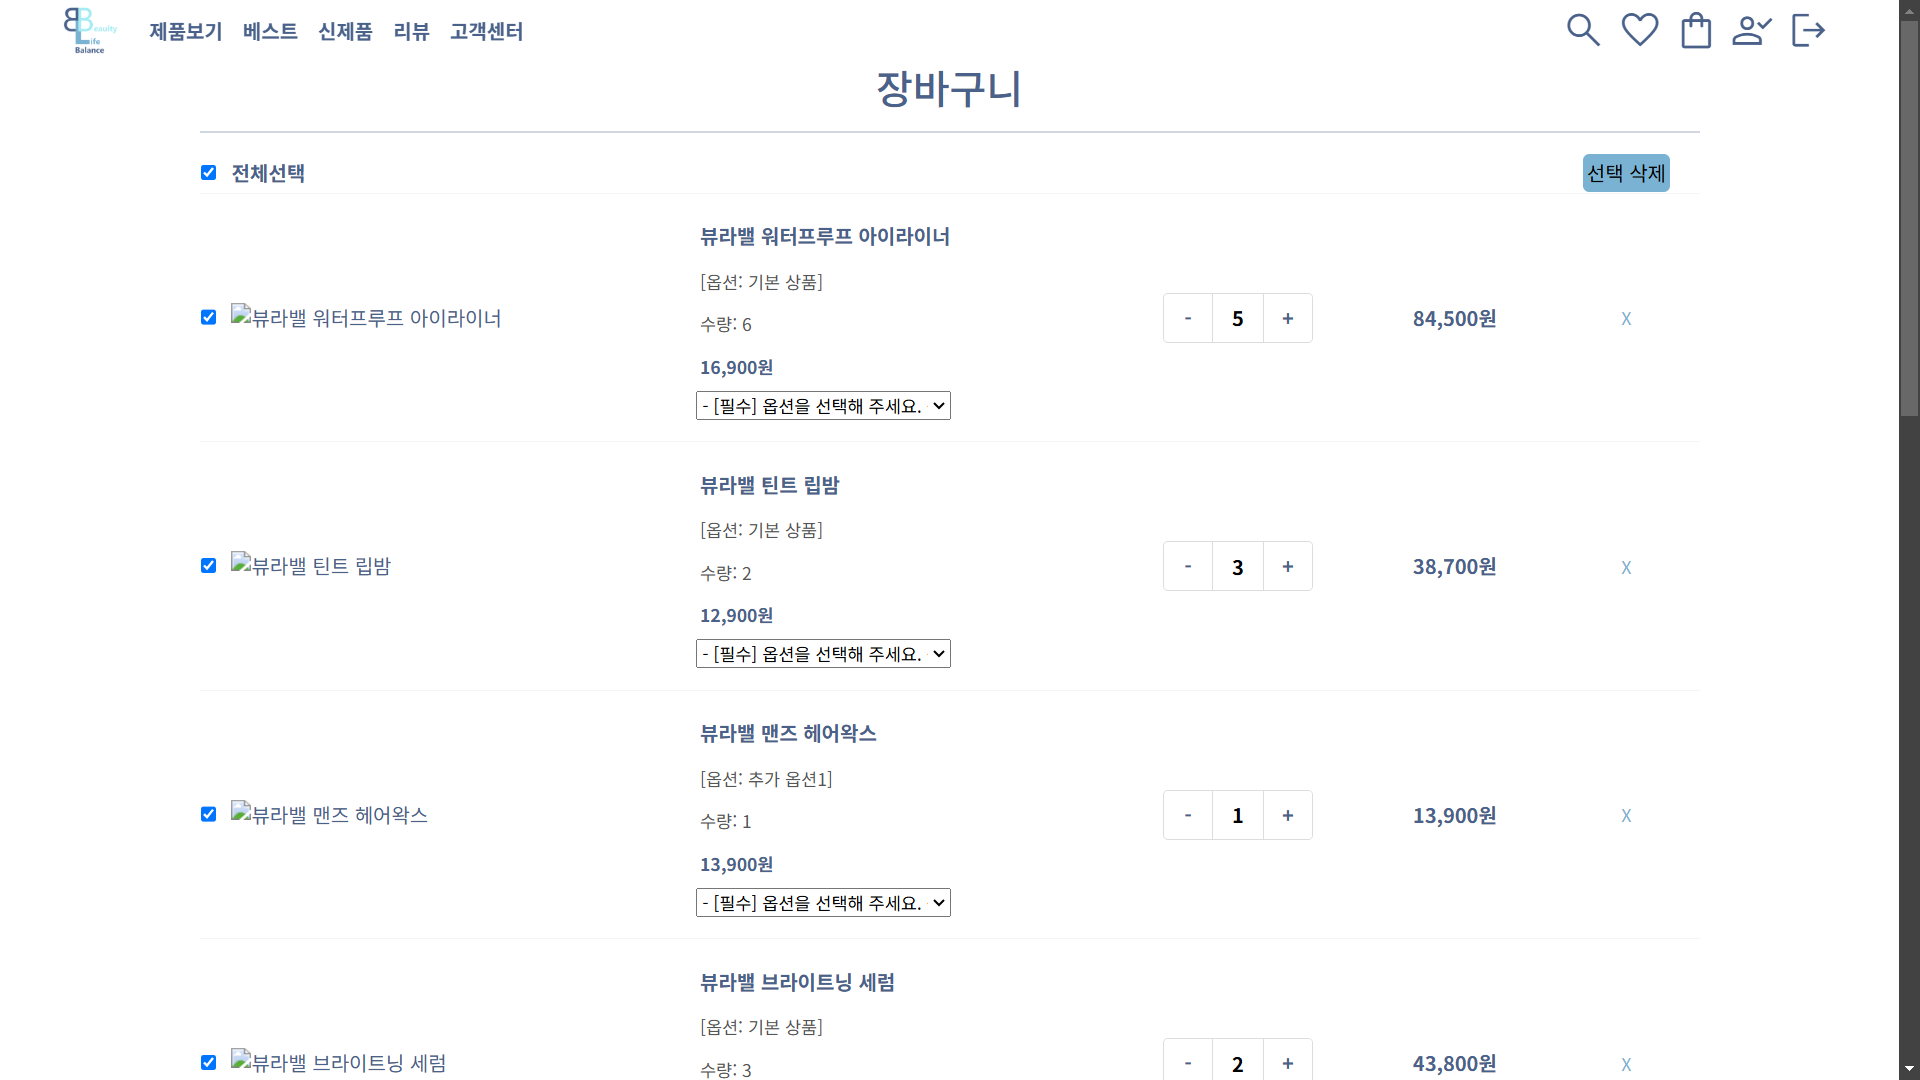 Beauity
Life
Balance
제품보기 베스트 신제품 리뷰 고객센터
장바구니
전체선택
선택 삭제
뷰라밸 워터프루프 아이라이너
뷰라밸 워터프루프 아이라이너
[옵션: 기본 상품]
수량: 6
16,900원
- [필수] 옵션을 선택해 주세요.
- 5 +
84,500원
X
뷰라밸 틴트 립밤
뷰라밸 틴트 립밤
[옵션: 기본 상품]
수량: 2
12,900원
- [필수] 옵션을 선택해 주세요.
- 3 +
38,700원
X
뷰라밸 맨즈 헤어왁스
뷰라밸 맨즈 헤어왁스
[옵션: 추가 옵션1]
수량: 1
13,900원
- [필수] 옵션을 선택해 주세요.
- 1 +
13,900원
X
뷰라밸 브라이트닝 세럼
뷰라밸 브라이트닝 세럼
[옵션: 기본 상품]
수량: 3
- 2 +
43,800원
X